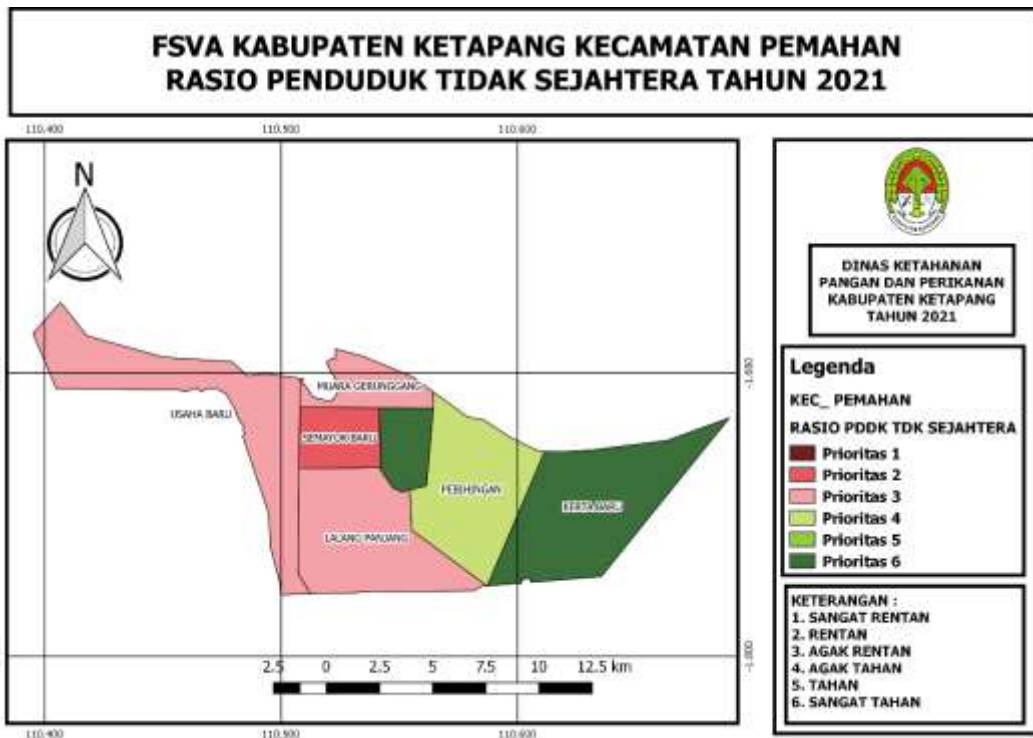 FSVA KABUPATEN KETAPANG KECAMATAN PEMAHAN
RASIO PENDUDUK TIDAK SEJAHTERA TAHUN 2021
110.400 110.500 110.600
N
MUARA GERUNGGANG
USAHA BARU
SEMAYOK BARU
PEBIHINGAN
KERTA BARU
LALANG PANJANG
2.5 0 2.5 5 7.5 10 12.5 km
110.400 110.500 110.600
DINAS KETAHANAN
PANGAN DAN PERIKANAN
KABUPATEN KETAPANG
TAHUN 2021
Legenda
KEC_ PEMAHAN
RASIO PDDK TDK SEJAHTERA
Prioritas 1
Prioritas 2
Prioritas 3
Prioritas 4
Prioritas 5
Prioritas 6
KETERANGAN :
1. SANGAT RENTAN
2. RENTAN
3. AGAK RENTAN
4. AGAK TAHAN
5. TAHAN
6. SANGAT TAHAN